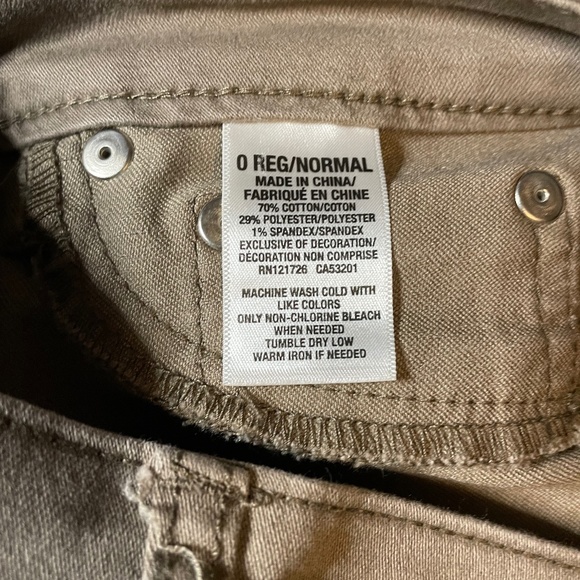 0 REG/NORMAL
MADE IN CHINA/
FABRIQUÉ EN CHINE
70% COTTON/COTON
29% POLYESTER/POLYESTER
1% SPANDEX/SPANDEX
EXCLUSIVE OF DECORATION/
DÉCORATION NON COMPRISE
RN121726 CA53201
MACHINE WASH COLD WITH
LIKE COLORS
ONLY NON-CHLORINE BLEACH
WHEN NEEDED
TUMBLE DRY LOW
WARM IRON IF NEEDED